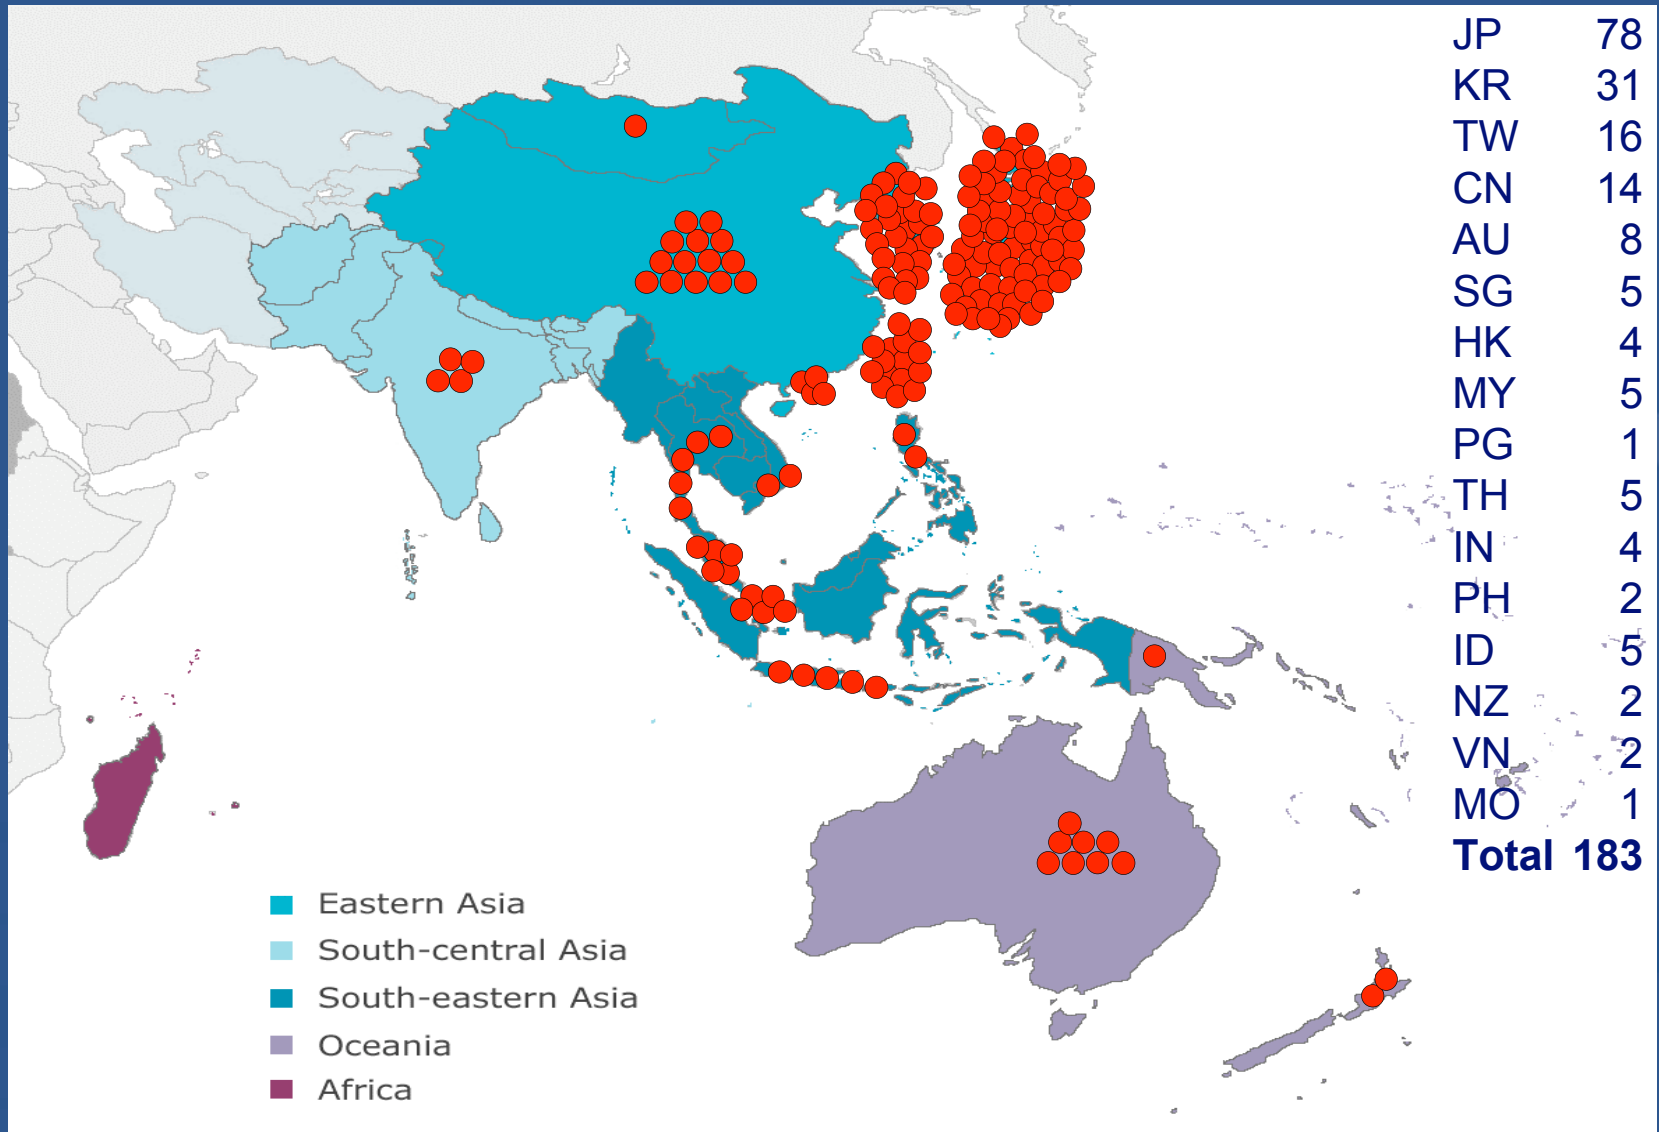 JP 78
KR 31
TW 16
CN 14
AU 8
SG 5
HK 4
MY 5
PG 1
TH 5
IN 4
PH 2
ID 5
NZ 2
VN 2
MO 1
Total 183
Eastern Asia
South-central Asia
South-eastern Asia
Oceania
Africa